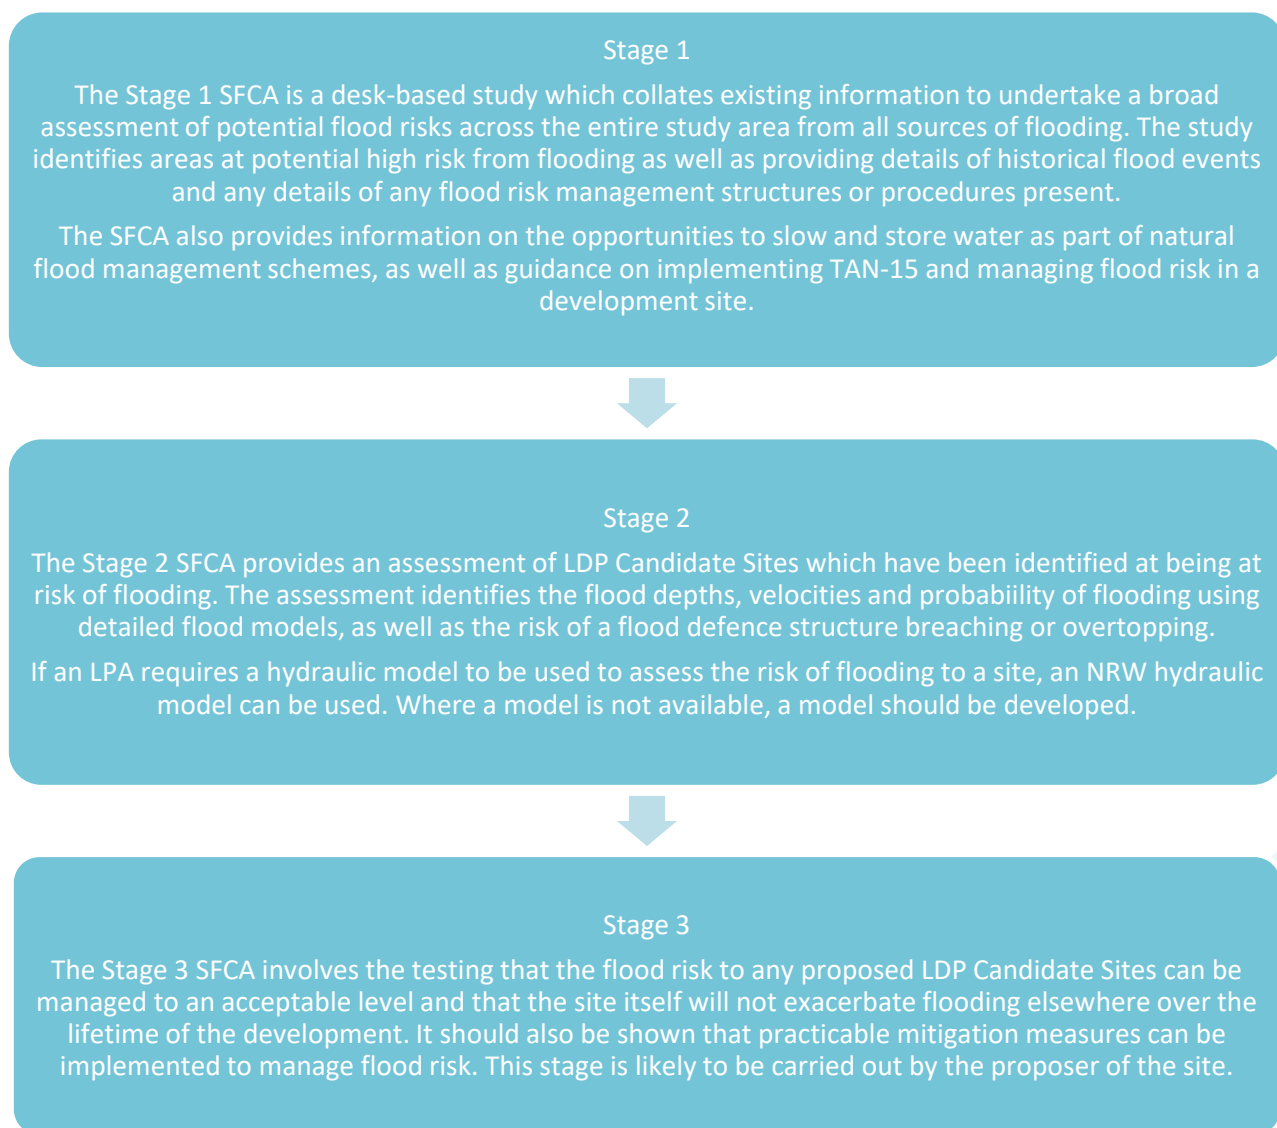 Stage 1
The Stage 1 SFCA is a desk-based study which collates existing information to undertake a broad
assessment of potential flood risks across the entire study area from all sources of flooding. The study
identifies areas at potential high risk from flooding as well as providing details of historical flood events
and any details of any flood risk management structures or procedures present.
The SFCA also provides information on the opportunities to slow and store water as part of natural
flood management schemes, as well as guidance on implementing TAN-15 and managing flood risk in a
development site.
Stage 2
The Stage 2 SFCA provides an assessment of LDP Candidate Sites which have been identified at being at
risk of flooding. The assessment identifies the flood depths, velocities and probabiility of flooding using
detailed flood models, as well as the risk of a flood defence structure breaching or overtopping.
If an LPA requires a hydraulic model to be used to assess the risk of flooding to a site, an NRW hydraulic
model can be used. Where a model is not available, a model should be developed.
Stage 3
The Stage 3 SFCA involves the testing that the flood risk to any proposed LDP Candidate Sites can be
managed to an acceptable level and that the site itself will not exacerbate flooding elsewhere over the
lifetime of the development. It should also be shown that practicable mitigation measures can be
implemented to manage flood risk. This stage is likely to be carried out by the proposer of the site.